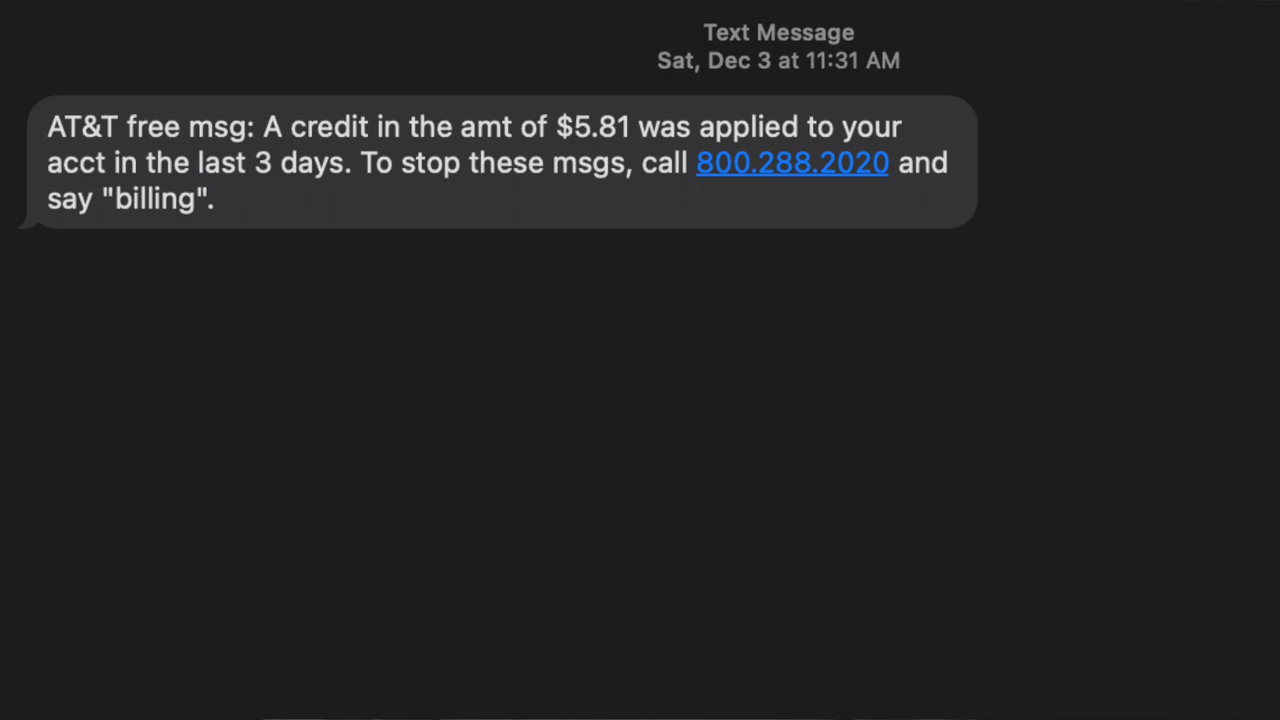 Text Message
Sat, Dec 3 at 11:31 AM
AT&T free msg: A credit in the amt of $5.81 was applied to your
acct in the last 3 days. To stop these msgs, call 800.288.2020 and
say "billing".